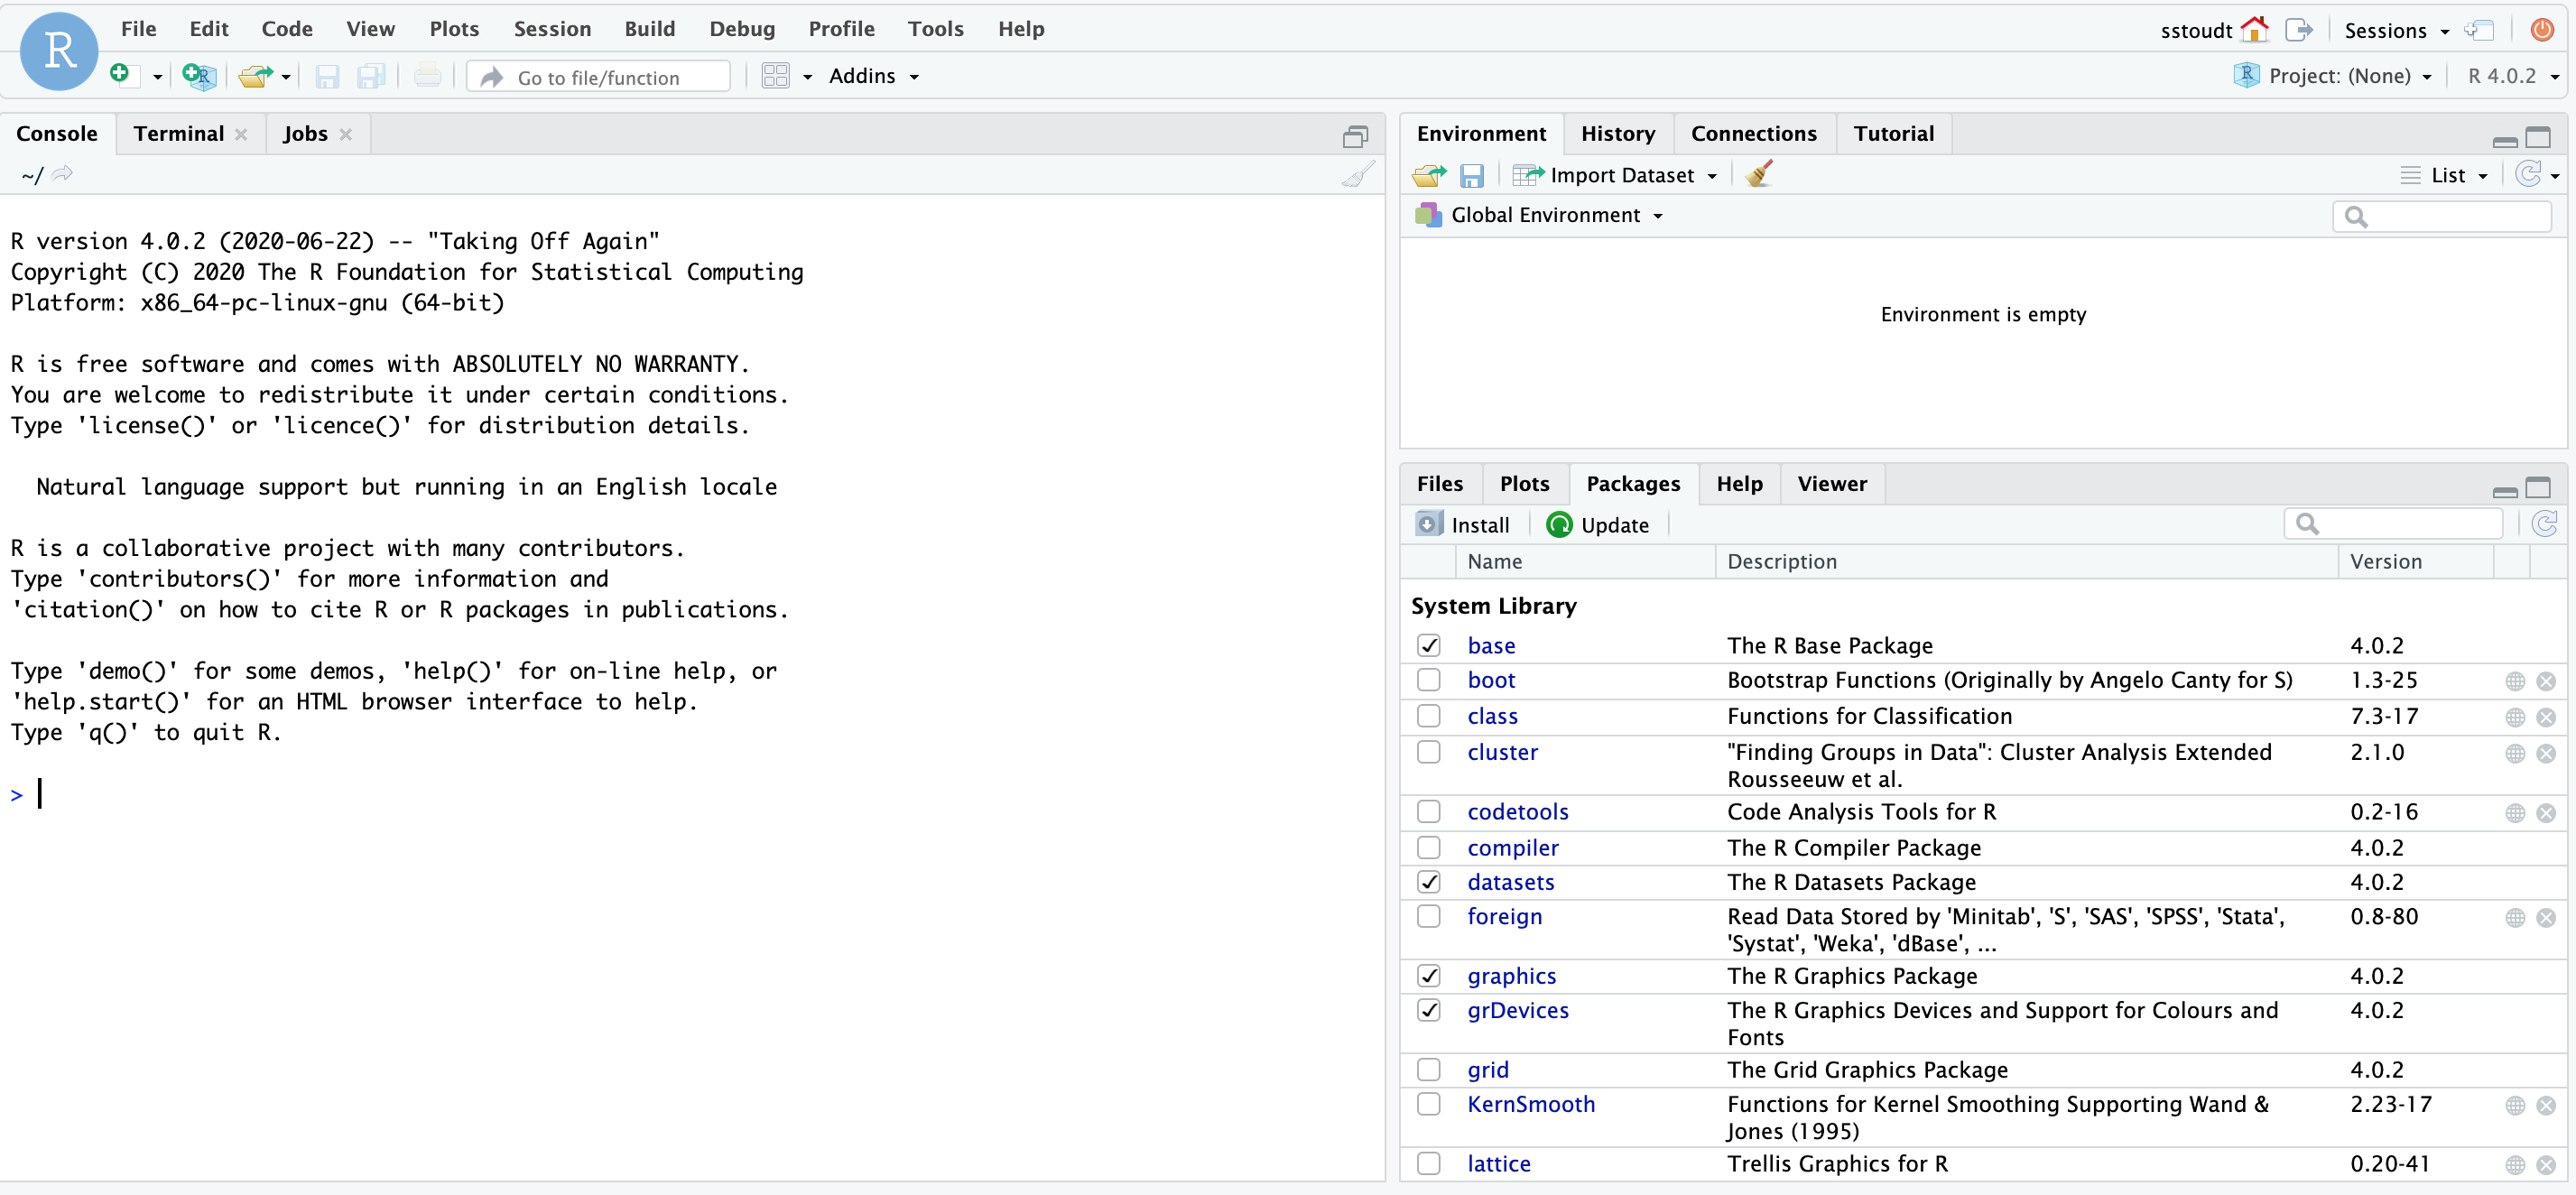 R
File Edit Code View Plots Session Build Debug Profile Tools Help
sstoudt Sessions
Go to file/function Addins
R Project: (None) R 4.0.2
Console Terminal Jobs
~/
R version 4.0.2 (2020-06-22) -- "Taking Off Again"
Copyright (C) 2020 The R Foundation for Statistical Computing
Platform: x86_64-pc-linux-gnu (64-bit)
R is free software and comes with ABSOLUTELY NO WARRANTY.
You are welcome to redistribute it under certain conditions.
Type 'license()' or 'licence()' for distribution details.
Natural language support but running in an English locale
R is a collaborative project with many contributors.
Type 'contributors()' for more information and
'citation()' on how to cite R or R packages in publications.
Type 'demo()' for some demos, 'help()' for on-line help, or
'help.start()' for an HTML browser interface to help.
Type 'q()' to quit R.
>
Environment History Connections Tutorial
Import Dataset List
Global Environment
Environment is empty
Files Plots Packages Help Viewer
Install Update
Name Description Version
System Library
base The R Base Package 4.0.2
boot Bootstrap Functions (Originally by Angelo Canty for S) 1.3-25
class Functions for Classification 7.3-17
cluster "Finding Groups in Data": Cluster Analysis Extended 2.1.0
Rousseeuw et al.
codetools Code Analysis Tools for R 0.2-16
compiler The R Compiler Package 4.0.2
datasets The R Datasets Package 4.0.2
foreign Read Data Stored by 'Minitab', 'S', 'SAS', 'SPSS', 'Stata', 0.8-80
'Systat', 'Weka', 'dBase', ...
graphics The R Graphics Package 4.0.2
grDevices The R Graphics Devices and Support for Colours and 4.0.2
Fonts
grid The Grid Graphics Package 4.0.2
KernSmooth Functions for Kernel Smoothing Supporting Wand & 2.23-17
Jones (1995)
lattice Trellis Graphics for R 0.20-41